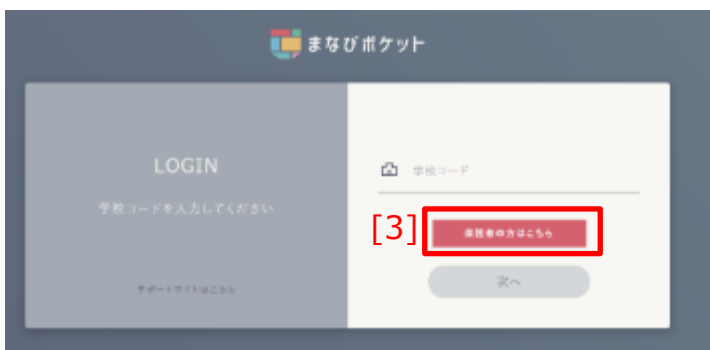 まなびポケット
LOGIN
学校コードを入力してください
サポートサイトはこちら
学校コード
[3]
保護者の方はこちら
次へ